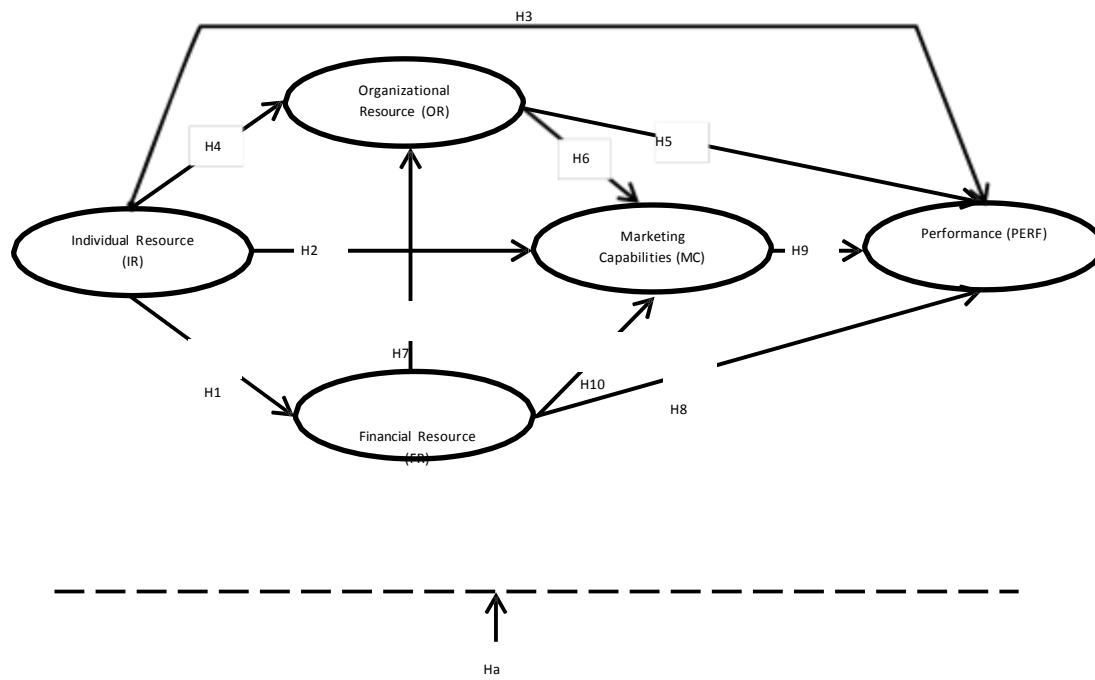 H3
Organizational
Resource (OR)
H4
H6
H5
Individual Resource
(IR)
H2
Marketing
Capabilities (MC)
H9
Performance (PERF)
H7
H1
H10
H8
Financial Resource
(FR)
Ha